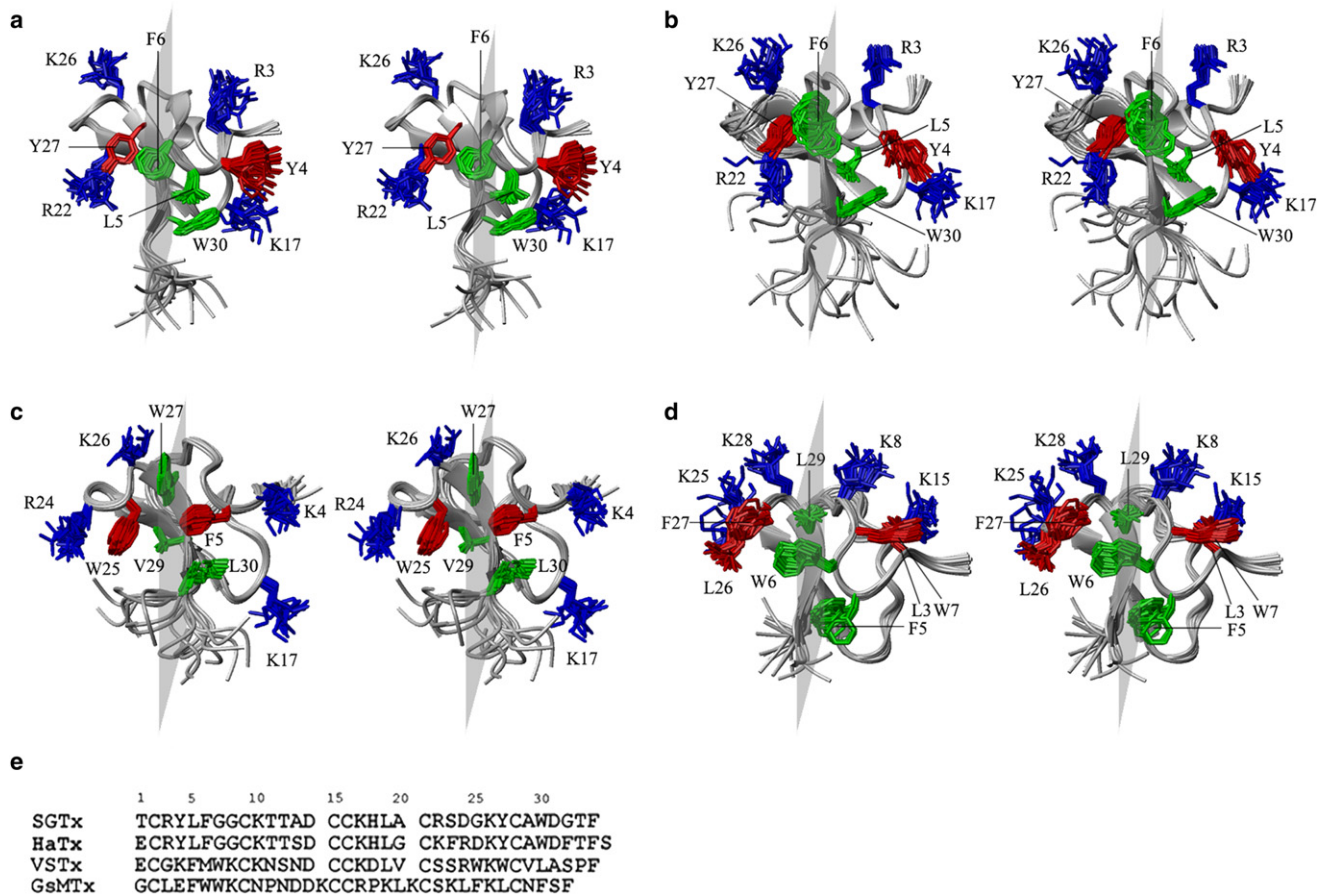 a
F6 F6
K26 K26
R3 R3
Y27 Y27
Y4 Y4
R22 R22
L5 L5
W30 K17 W30 K17
b
K26 F6 R3 K26 F6 R3
Y27 Y27
L5 L5
Y4 Y4
R22 R22
K17 K17
W30 W30
c
W27 W27
K26 K26
R24 K4 R24 K4
F5 F5
W25 V29 L30 W25 V29 L30
K17 K17
d
K28 L29 K8 K28 L29 K8
K25 K15 K25 K15
F27 F27
L26 W6 L26 W6
L3 W7 L3 W7
F5 F5
e
1 5 10 15 20 25 30
SGTx TCRYLFGGCKTTAD CCKHLA CRSDGKYCAWDGTF
HaTx ECRYLFGGCKTTSD CCKHLG CKFRDKYCAWDFTFS
VSTx ECGKFMWKCKNSND CCKDLV CSSRWKWCVLASPF
GsMTx GCLEFWWKCNPNDDKCCRPKLKCSKLFKLCNFSF